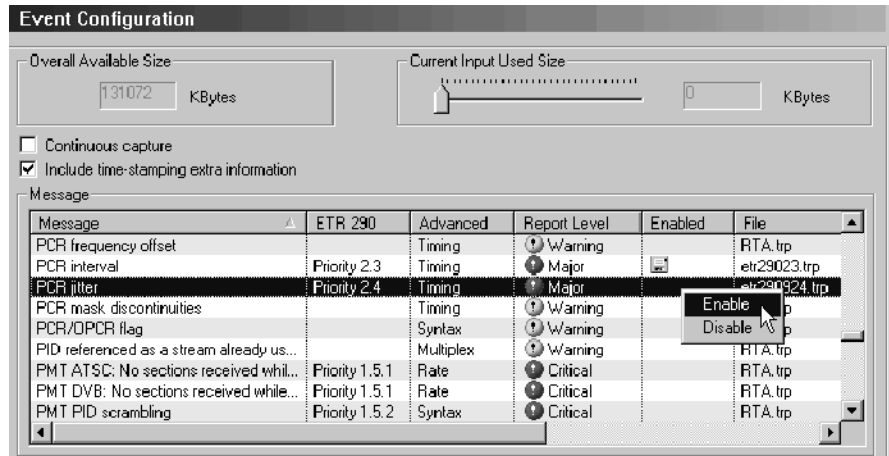 Event Configuration
Overall Available Size
131072 KBytes
Current Input Used Size
0 KBytes
Continuous capture
Include time-stamping extra information
Message
Message ETR 290 Advanced Report Level Enabled File
PCR frequency offset Timing Warning RTA.trp
PCR interval Priority 2.3 Timing Major etr29023.trp
PCR jitter Priority 2.4 Timing Major
PCR mask discontinuities Timing Warning
Enable
PCR/OPCR flag Syntax Warning
Disable
PID referenced as a stream already us... Multiplex Warning RTA.trp
PMT ATSC: No sections received whil... Priority 1.5.1 Rate Critical RTA.trp
PMT DVB: No sections received while... Priority 1.5.1 Rate Critical RTA.trp
PMT PID scrambling Priority 1.5.2 Syntax Critical RTA.trp